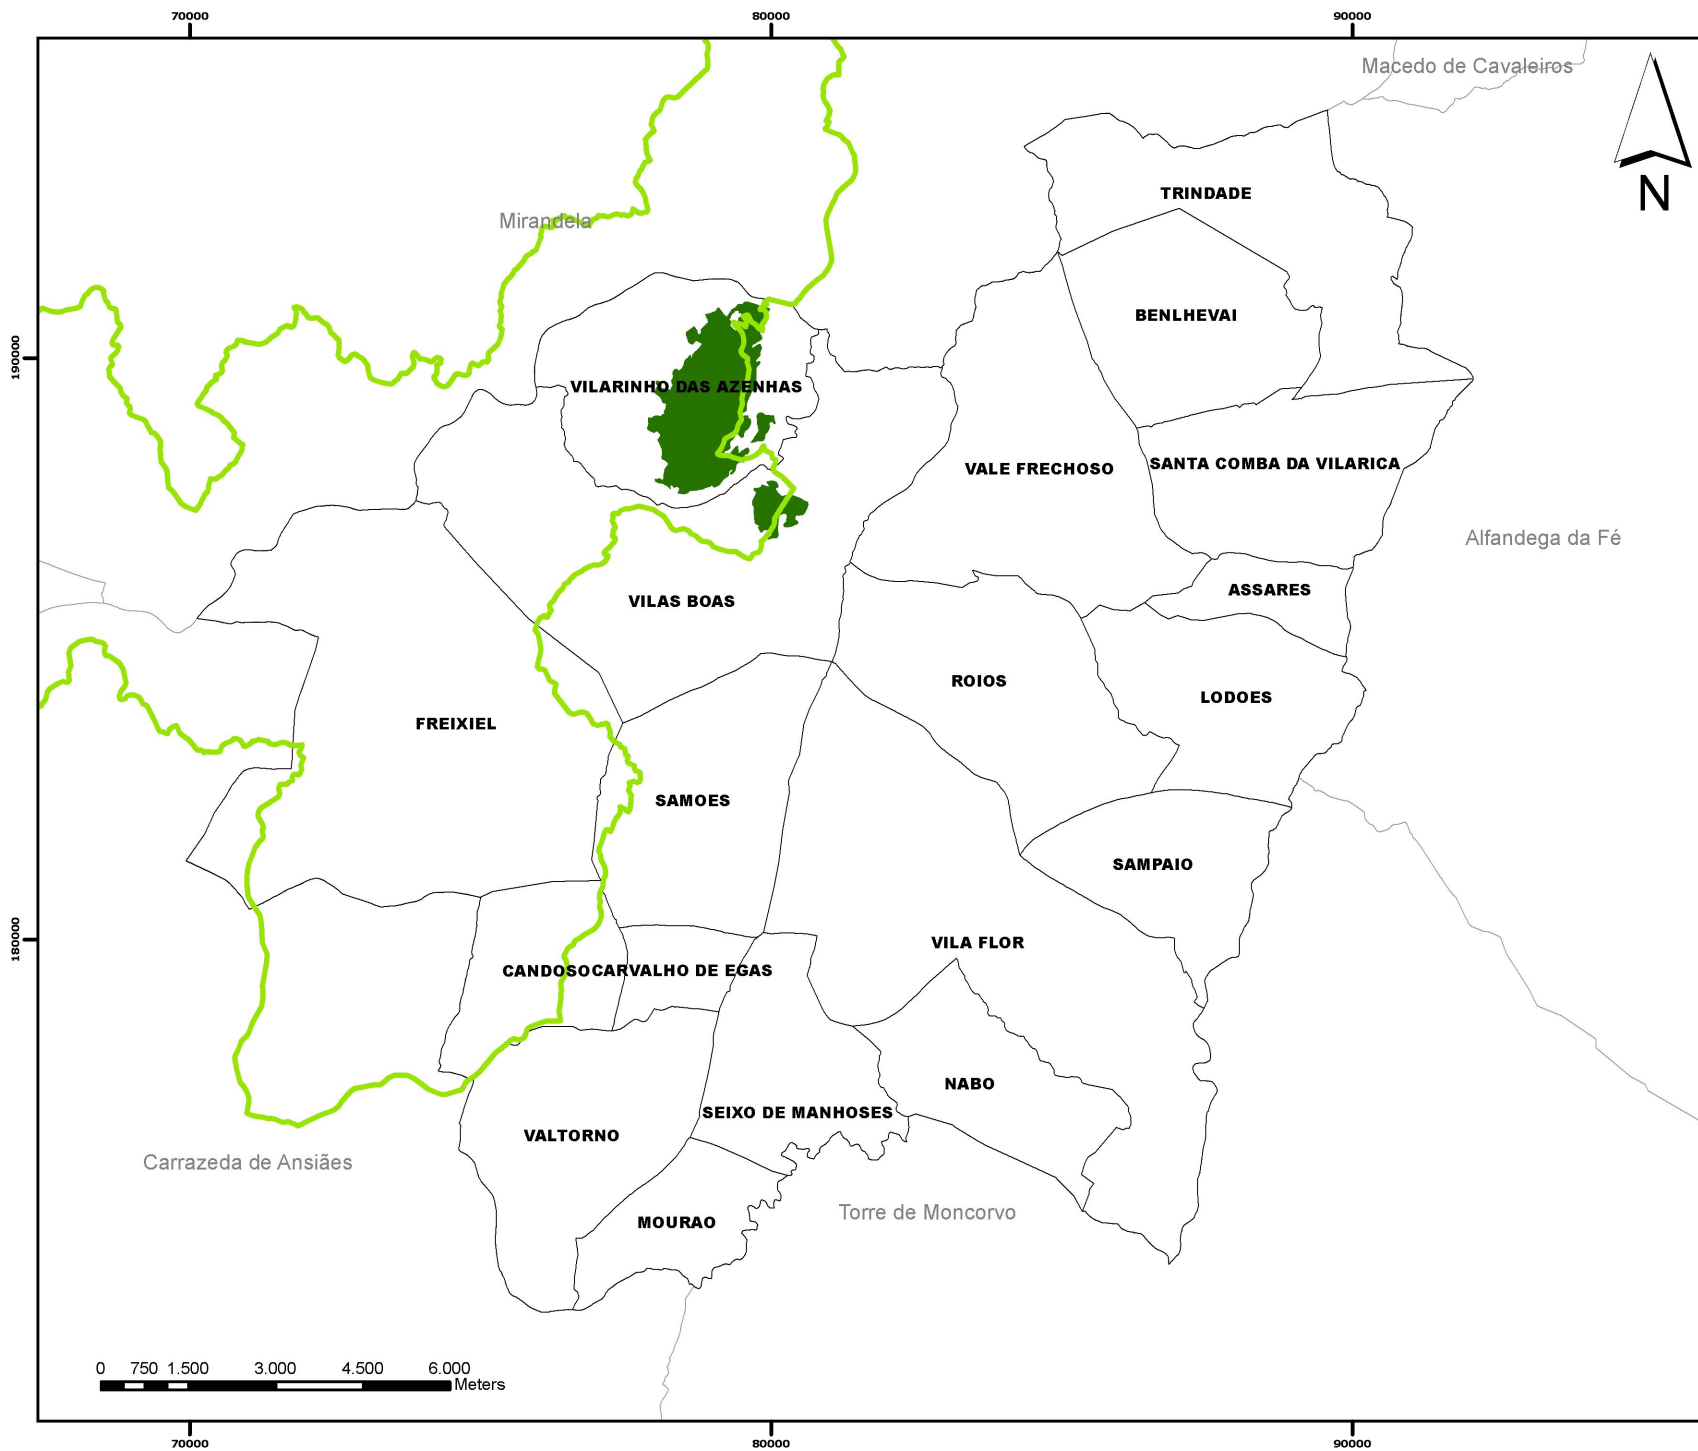 70000
80000
90000
Macedo de Cavaleiros
N
TRINDADE
Mirandela
BENLHEVAI
190000
VILARINHO DAS AZENHAS
VALE FRECHOSO
SANTA COMBA DA VILARICA
Alfandega da Fé
ASSARES
VILAS BOAS
ROIOS
LODOES
FREIXIEL
SAMOES
SAMPAIO
180000
VILA FLOR
CANDOSO
CARVALHO DE EGAS
NABO
SEIXO DE MANHOSES
VALTORNO
Carrazeda de Ansiães
Torre de Moncorvo
MOURAO
0 750 1.500 3.000 4.500 6.000
Meters
70000
80000
90000